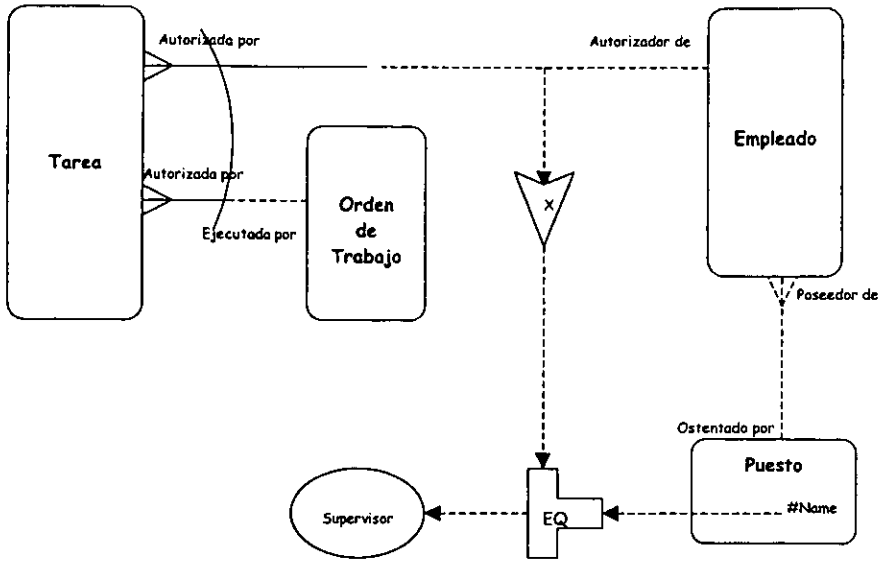 Autorizada por
Autorizador de
Tarea
Empleado
Autorizada por
Orden
de
Trabajo
X
Ejecutada por
Poseedor de
Ostentado por
Puesto
#Name
Supervisor
EQ